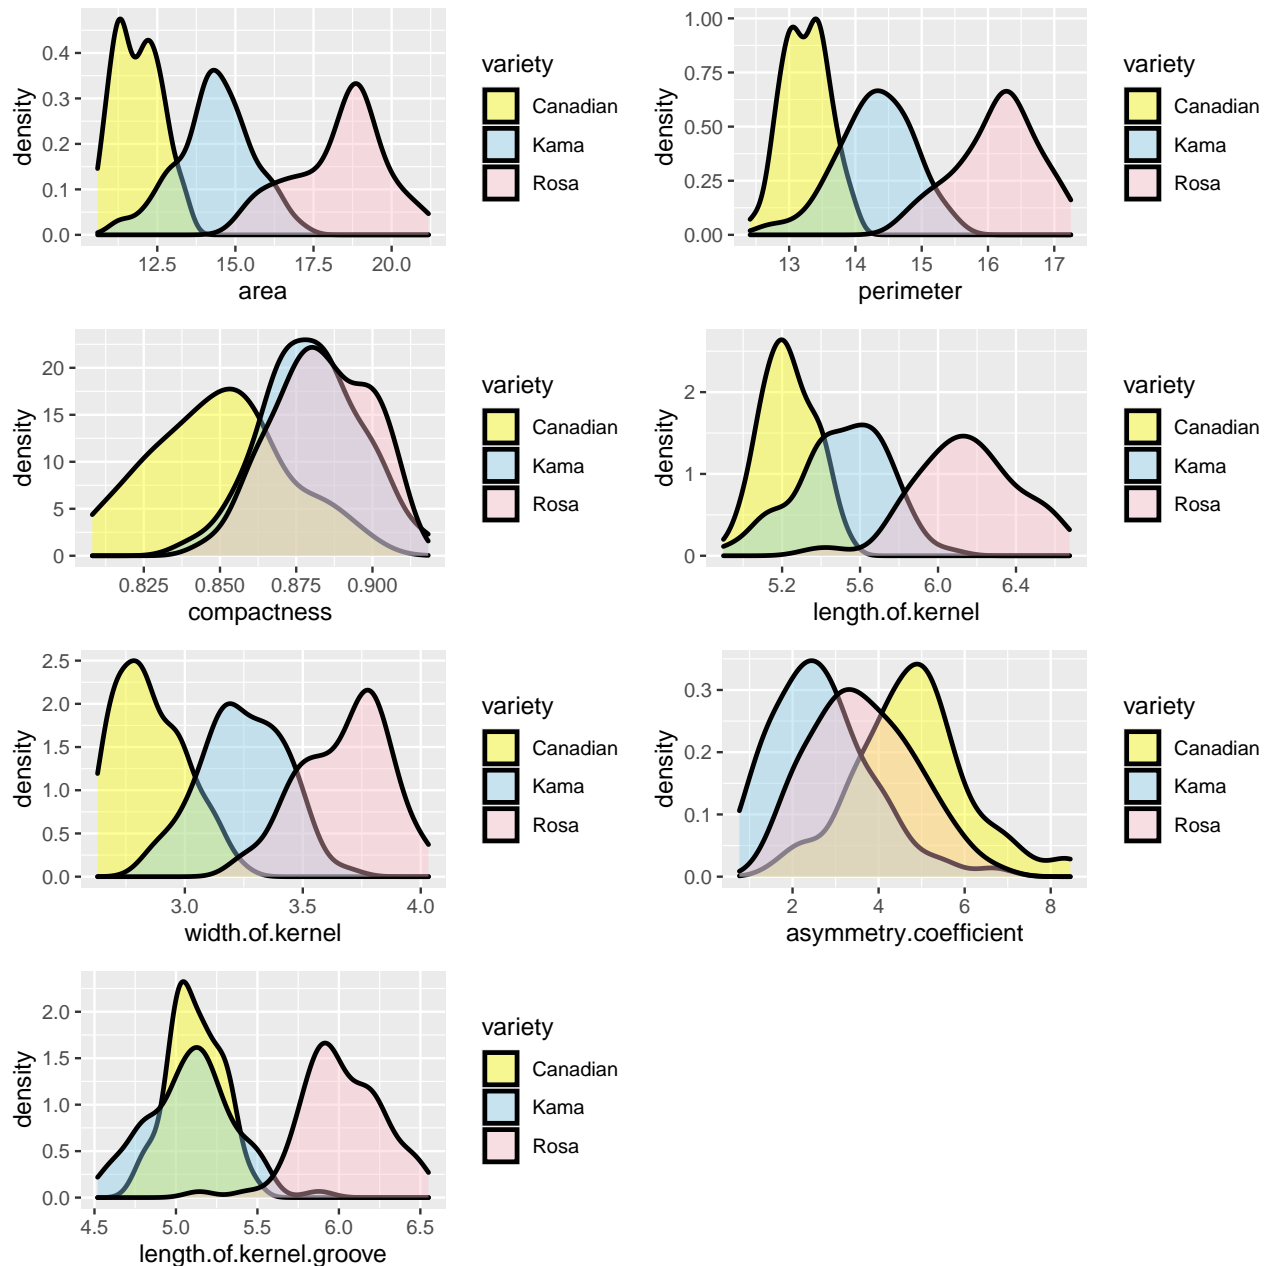 density
0.4
0.3
0.2
0.1
0.0
12.5 15.0 17.5 20.0
area
variety
Canadian
Kama
Rosa
density
1.00
0.75
0.50
0.25
0.00
13 14 15 16 17
perimeter
variety
Canadian
Kama
Rosa
density
20
15
10
5
0
0.825 0.850 0.875 0.900
compactness
variety
Canadian
Kama
Rosa
density
2
1
0
5.2 5.6 6.0 6.4
length.of.kernel
variety
Canadian
Kama
Rosa
density
2.5
2.0
1.5
1.0
0.5
0.0
3.0 3.5 4.0
width.of.kernel
variety
Canadian
Kama
Rosa
density
0.3
0.2
0.1
0.0
2 4 6 8
asymmetry.coefficient
variety
Canadian
Kama
Rosa
density
2.0
1.5
1.0
0.5
0.0
4.5 5.0 5.5 6.0 6.5
length.of.kernel.groove
variety
Canadian
Kama
Rosa